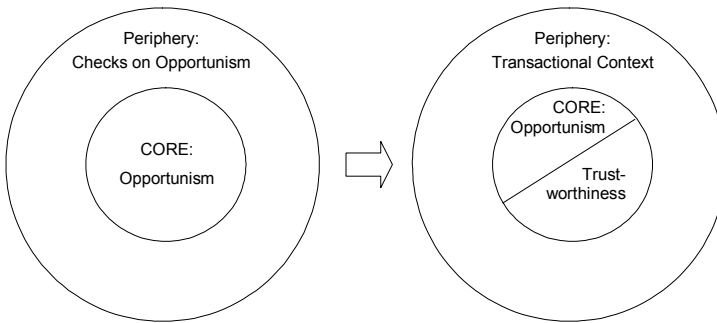 Periphery:
Checks on Opportunism
CORE:
Opportunism
Periphery:
Transactional Context
CORE:
Opportunism
Trust-
worthiness